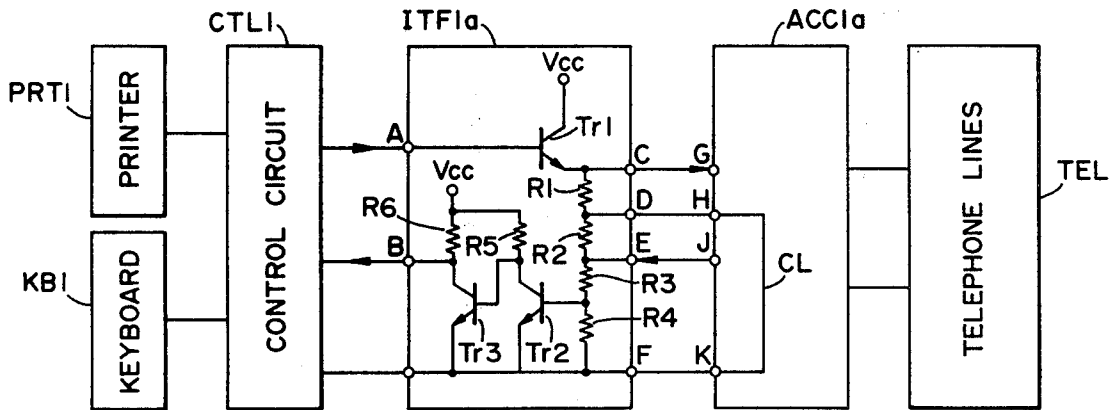 CTL1
ITF1a
ACC1a
PRT1
PRINTER
KB1
KEYBOARD
CONTROL CIRCUIT
A
B
Vcc
Tr1
Vcc
R6
R5
R1
R2
R3
R4
Tr3
Tr2
C
D
E
F
G
H
J
K
CL
TELEPHONE LINES
TEL